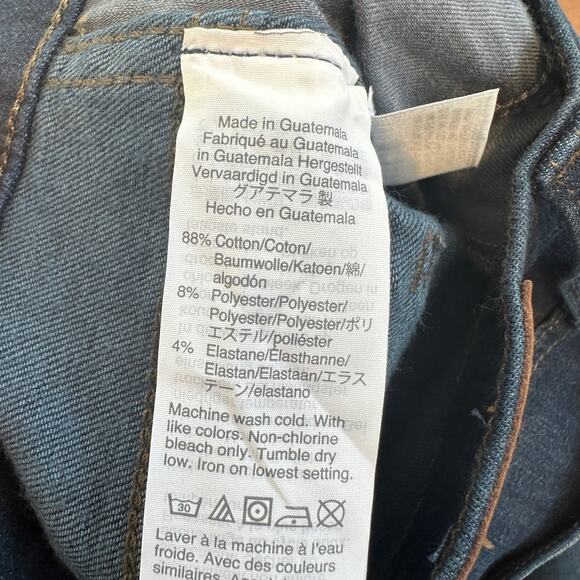 Made in Guatemala
Fabriqué au Guatemala
in Guatemala Hergestellt
Vervaardigd in Guatemala
グアテマラ 製
Hecho en Guatemala
88% Cotton/Coton/
Baumwolle/Katoen/綿/
algodón
8% Polyester/Polyester/
Polyester/Polyester/ポリ
エステル/poliéster
4% Elastane/Élasthanne/
Elastan/Elastaan/エラス
テーン/elastano
Machine wash cold. With
like colors. Non-chlorine
bleach only. Tumble dry
low. Iron on lowest setting.
30
Laver à la machine à l'eau
froide. Avec des couleurs